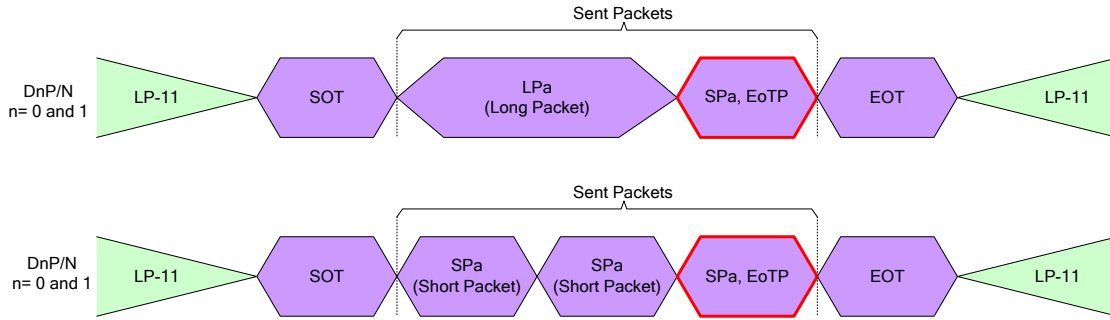 Sent Packets
DnP/N
n= 0 and 1
LP-11
SOT
LPa
(Long Packet)
SPa, EoTP
EOT
LP-11
Sent Packets
DnP/N
n= 0 and 1
LP-11
SOT
SPa
(Short Packet)
SPa
(Short Packet)
SPa, EoTP
EOT
LP-11